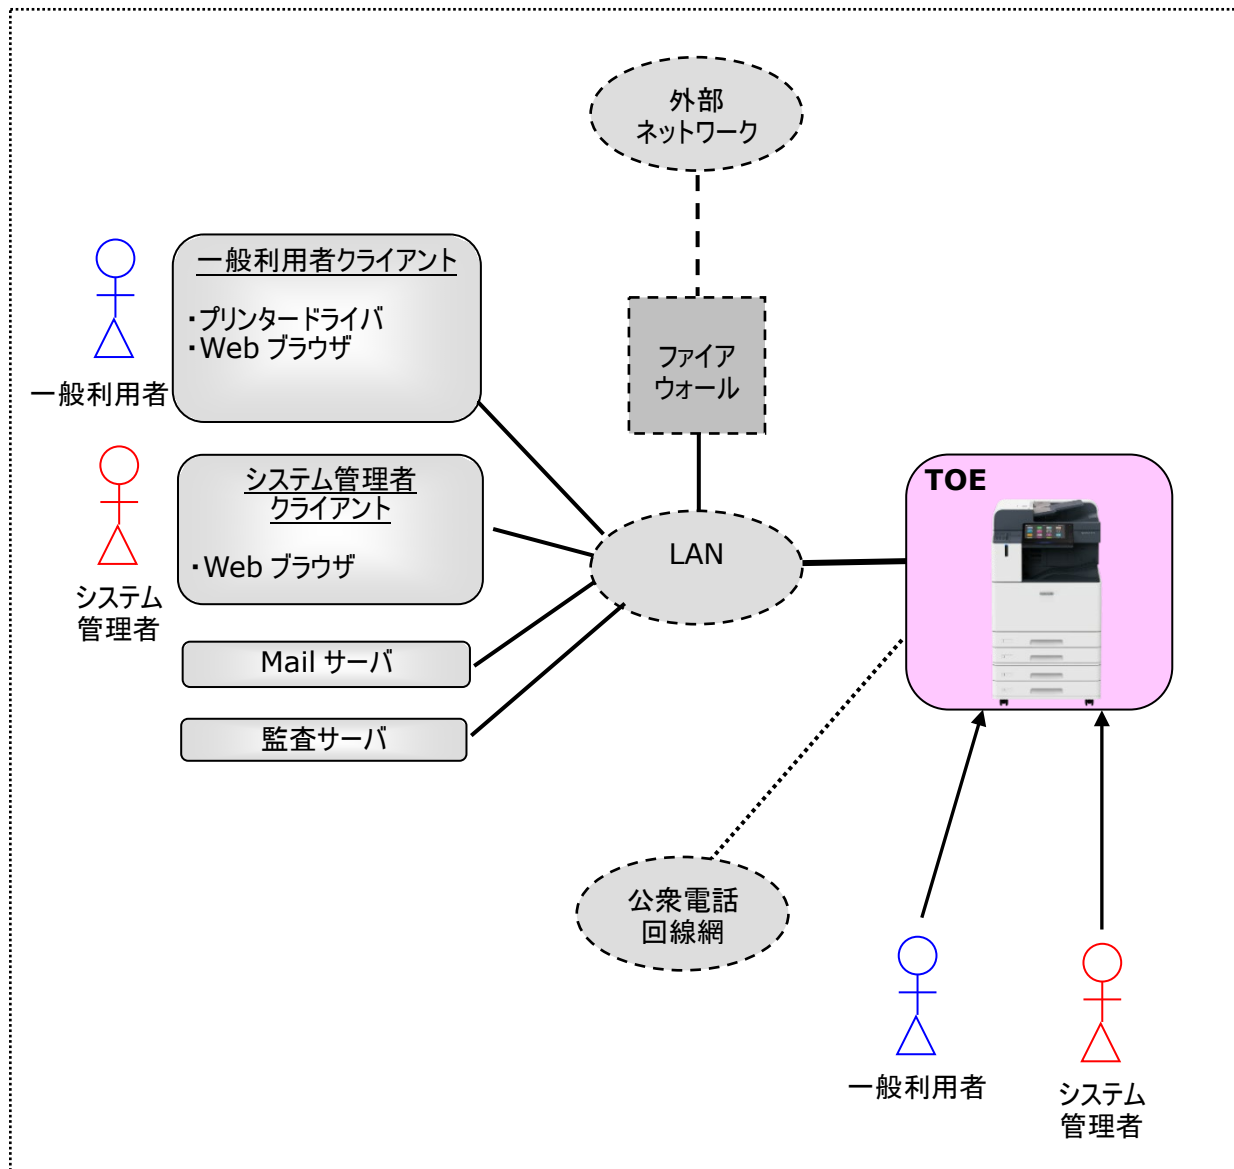 外部
ネットワーク
一般利用者クライアント
・プリンタードライバ
・Web ブラウザ
一般利用者
ファイア
ウォール
システム管理者
クライアント
・Web ブラウザ
システム
管理者
LAN
TOE
Mail サーバ
監査サーバ
公衆電話
回線網
一般利用者
システム
管理者